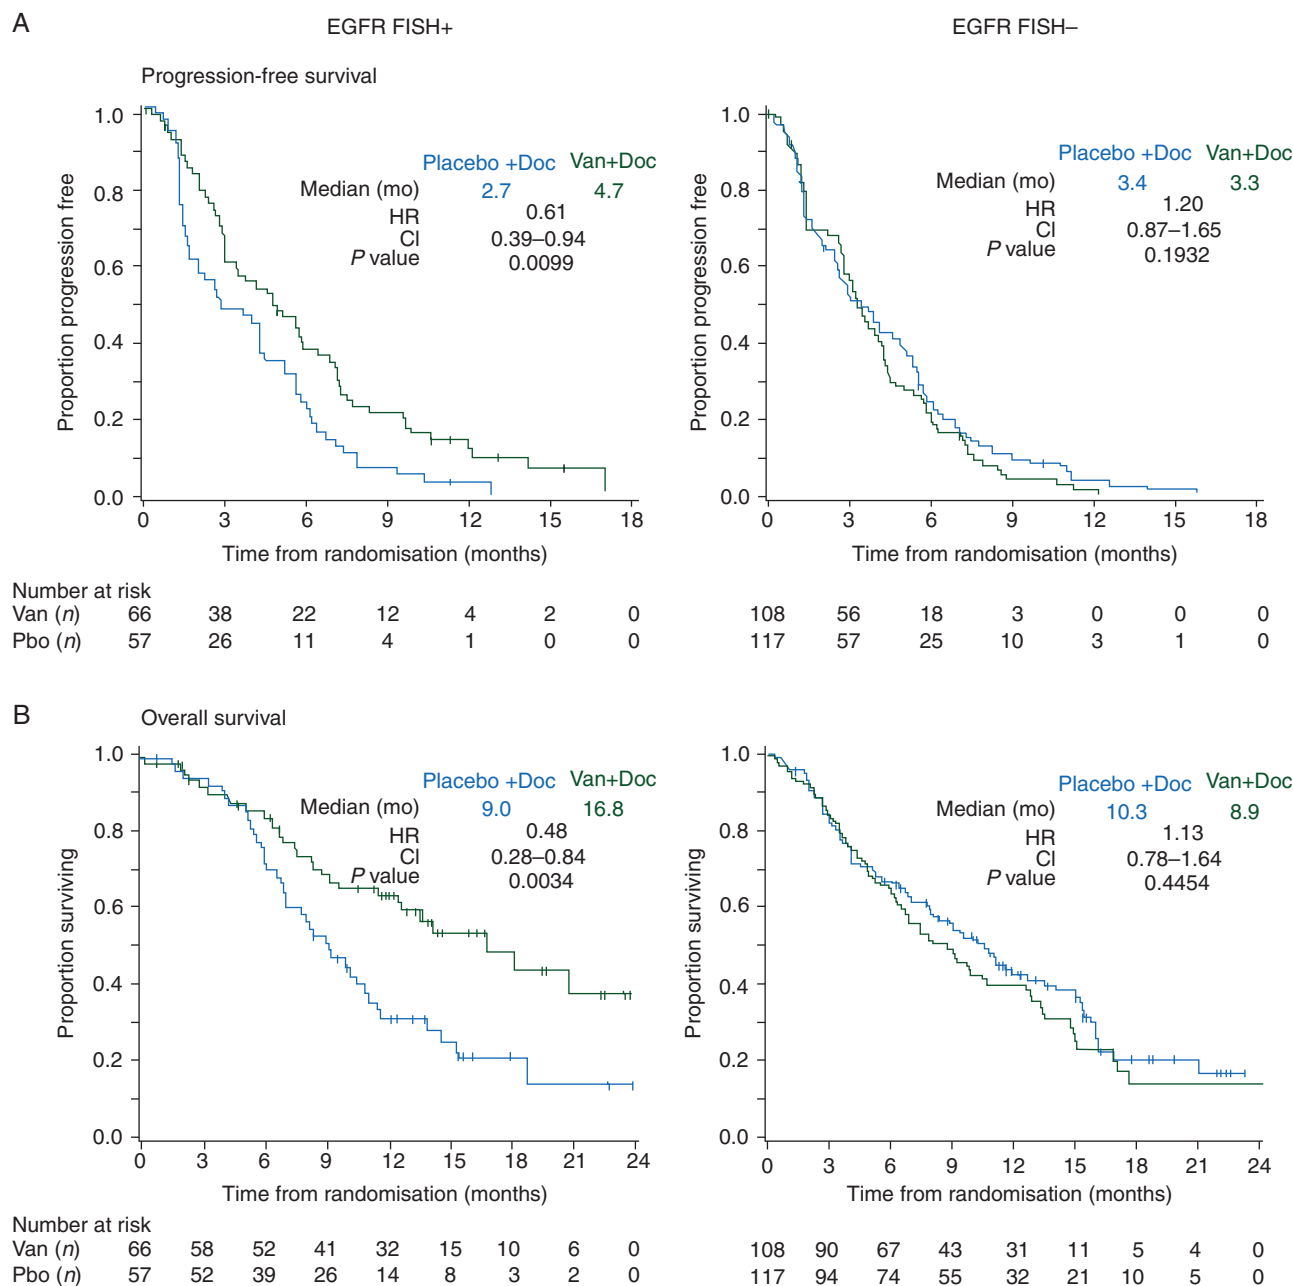 A
EGFR FISH+
EGFR FISH–
Progression-free survival
Proportion progression free
1.0
0.8
0.6
0.4
0.2
0.0
Placebo +Doc Van+Doc
Median (mo) 2.7 4.7
HR 0.61
CI 0.39–0.94
P value 0.0099
0 3 6 9 12 15 18
Time from randomisation (months)
Proportion progression free
1.0
0.8
0.6
0.4
0.2
0.0
Placebo +Doc Van+Doc
Median (mo) 3.4 3.3
HR 1.20
CI 0.87–1.65
P value 0.1932
0 3 6 9 12 15 18
Time from randomisation (months)
Number at risk
Van (n) 66 38 22 12 4 2 0 108 56 18 3 0 0 0
Pbo (n) 57 26 11 4 1 0 0 117 57 25 10 3 1 0
B
Overall survival
Proportion surviving
1.0
0.8
0.6
0.4
0.2
0.0
Placebo +Doc Van+Doc
Median (mo) 9.0 16.8
HR 0.48
CI 0.28–0.84
P value 0.0034
0 3 6 9 12 15 18 21 24
Time from randomisation (months)
Proportion surviving
1.0
0.8
0.6
0.4
0.2
0.0
Placebo +Doc Van+Doc
Median (mo) 10.3 8.9
HR 1.13
CI 0.78–1.64
P value 0.4454
0 3 6 9 12 15 18 21 24
Time from randomisation (months)
Number at risk
Van (n) 66 58 52 41 32 15 10 6 0 108 90 67 43 31 11 5 4 0
Pbo (n) 57 52 39 26 14 8 3 2 0 117 94 74 55 32 21 10 5 0